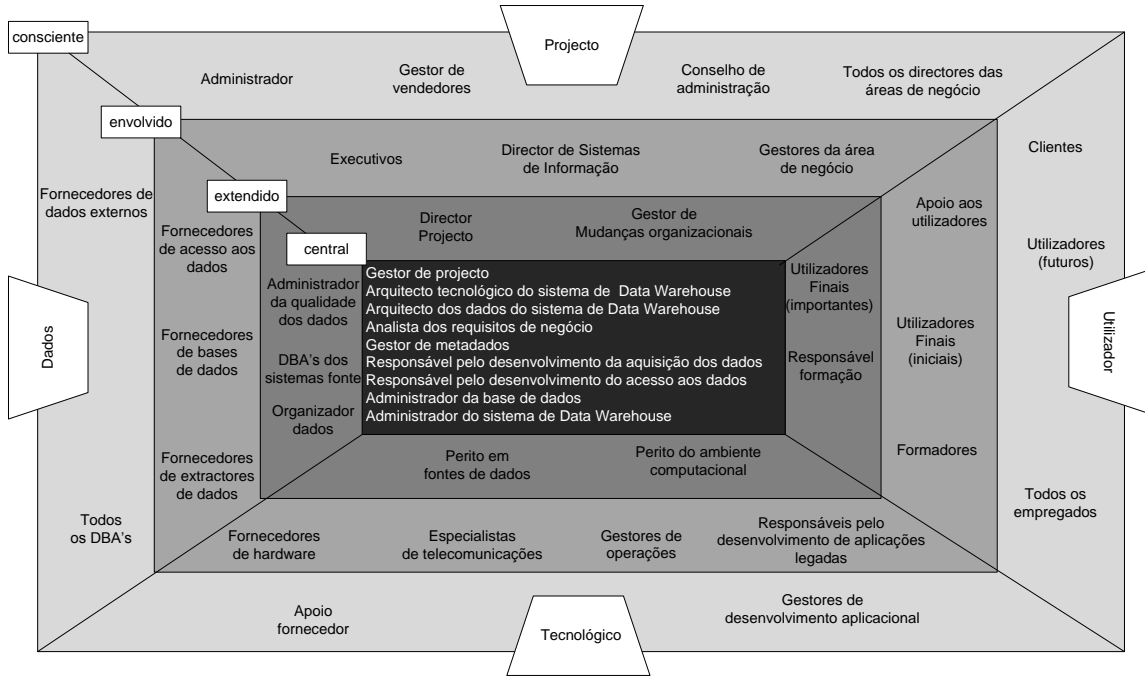 consciente
Projecto
Administrador
Gestor de
vendedores
Conselho de
administração
Todos os directores das
áreas de negócio
envolvido
Executivos
Director de Sistemas
de Informação
Gestores da área
de negócio
Clientes
Fornecedores de
dados externos
extendido
Director
Projecto
Gestor de
Mudanças organizacionais
Apoio aos
utilizadores
Fornecedores
de acesso aos
dados
central
Utilizadores
(futuros)
Administrador
da qualidade
dos dados
Gestor de projecto
Arquitecto tecnológico do sistema de Data Warehouse
Arquitecto dos dados do sistema de Data Warehouse
Analista dos requisitos de negócio
Gestor de metadados
Responsável pelo desenvolvimento da aquisição dos dados
Responsável pelo desenvolvimento do acesso aos dados
Administrador da base de dados
Administrador do sistema de Data Warehouse
Utilizadores
Finais
(importantes)
Utilizadores
Finais
(iniciais)
Dados
Utilizador
Fornecedores
de bases
de dados
DBA's dos
sistemas fonte
Responsável
formação
Organizador
dados
Formadores
Fornecedores
de extractores
de dados
Perito em
fontes de dados
Perito do ambiente
computacional
Todos os
empregados
Todos
os DBA's
Fornecedores
de hardware
Especialistas
de telecomunicações
Gestores de
operações
Responsáveis pelo
desenvolvimento de aplicações
legadas
Apoio
fornecedor
Tecnológico
Gestores de
desenvolvimento aplicacional